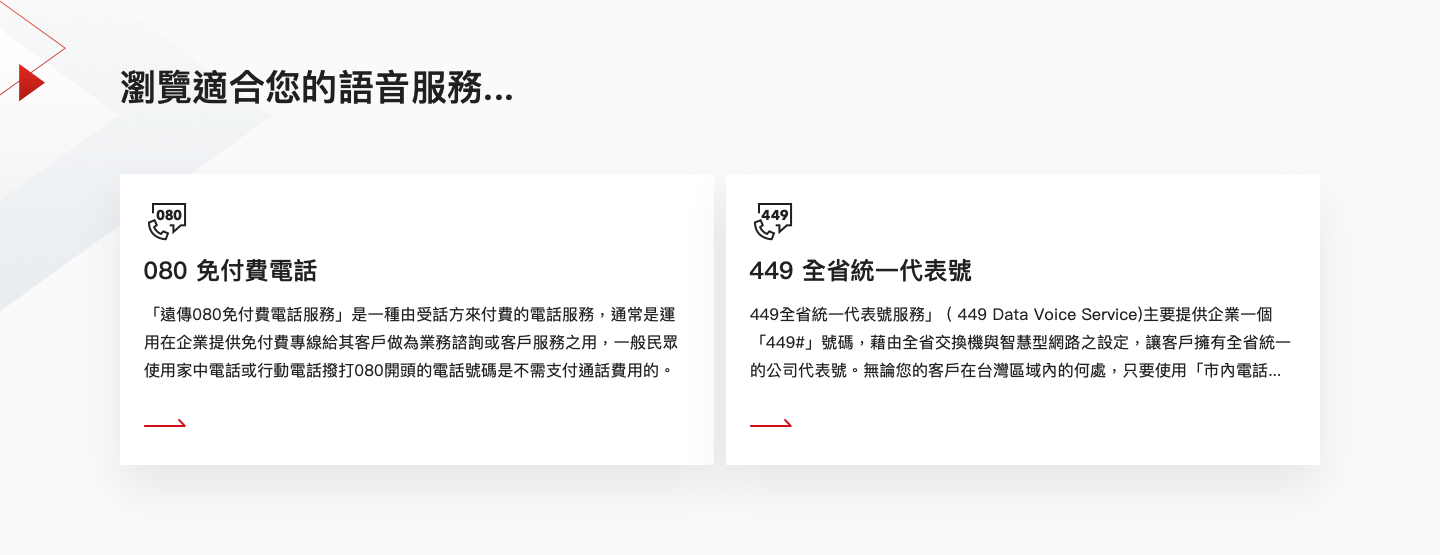 瀏覽適合您的語音服務...
080
080 免付費電話
「遠傳080免付費電話服務」是一種由受話方來付費的電話服務，通常是運
用在企業提供免付費專線給其客戶做為業務諮詢或客戶服務之用，一般民眾
使用家中電話或行動電話撥打080開頭的電話號碼是不需支付通話費用的。
449
449 全省統一代表號
449全省統一代表號服務」（ 449 Data Voice Service)主要提供企業一個
「449#」號碼，藉由全省交換機與智慧型網路之設定，讓客戶擁有全省統一
的公司代表號。無論您的客戶在台灣區域內的何處，只要使用「市內電話...